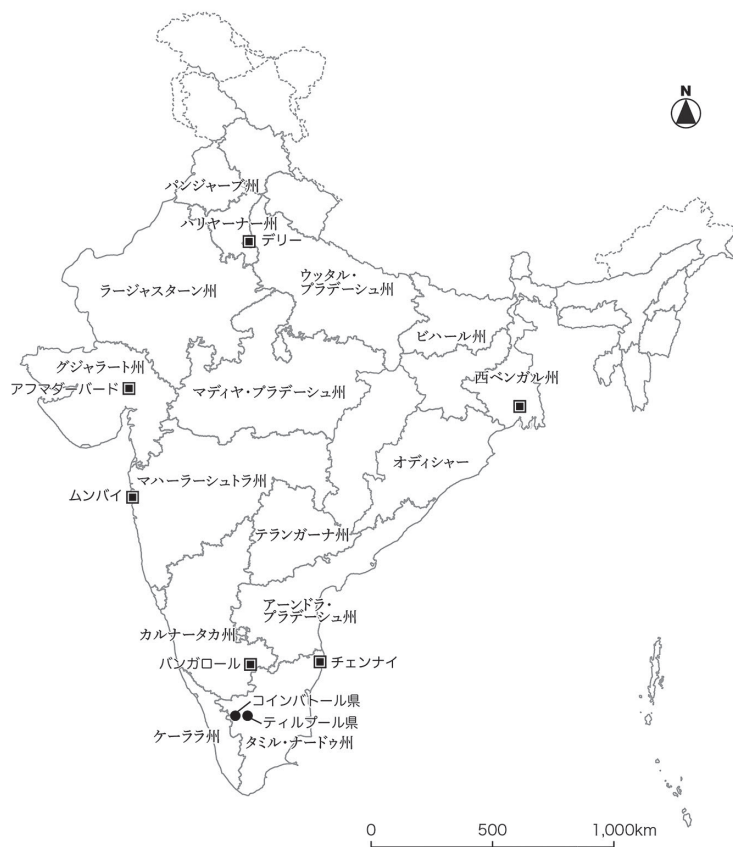 N
パンジャーブ州
ハリヤーナー州
デリー
ウッタル・
プラデーシュ州
ラージャスターン州
ビハール州
グジャラート州
アフマダーバード
マディヤ・プラデーシュ州
西ベンガル州
オディシャー
マハーラーシュトラ州
ムンバイ
テランガーナ州
アーンドラ・
プラデーシュ州
カルナータカ州
バンガロール
チェンナイ
コインバトール県
ティルプール県
ケーララ州
タミル・ナードゥ州
0 500 1,000km